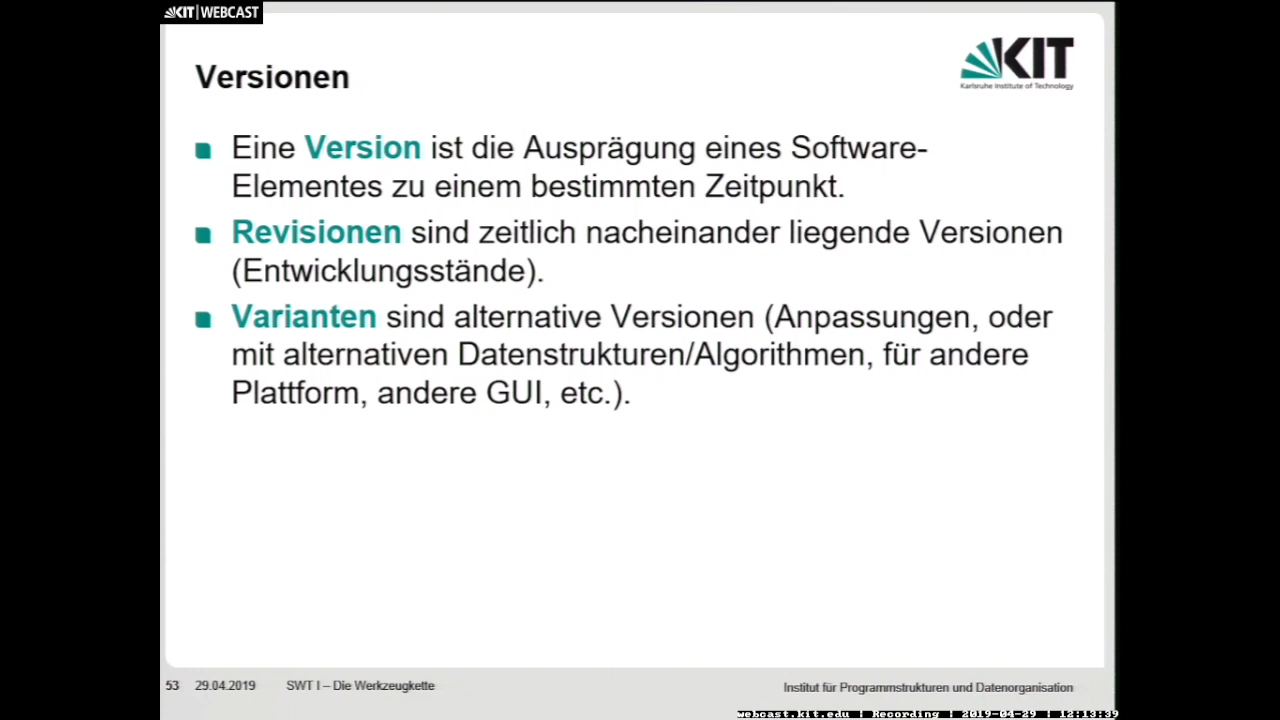 KIT | WEBCAST
KIT
Karlsruhe Institute of Technology
Versionen
Eine Version ist die Ausprägung eines Software-
Elementes zu einem bestimmten Zeitpunkt.
Revisionen sind zeitlich nacheinander liegende Versionen
(Entwicklungsstände).
Varianten sind alternative Versionen (Anpassungen, oder
mit alternativen Datenstrukturen/Algorithmen, für andere
Plattform, andere GUI, etc.).
53 29.04.2019 SWT I – Die Werkzeugkette
Institut für Programmstrukturen und Datenorganisation
webcast.kit.edu | Recording | 2019-04-29 | 12:13:39